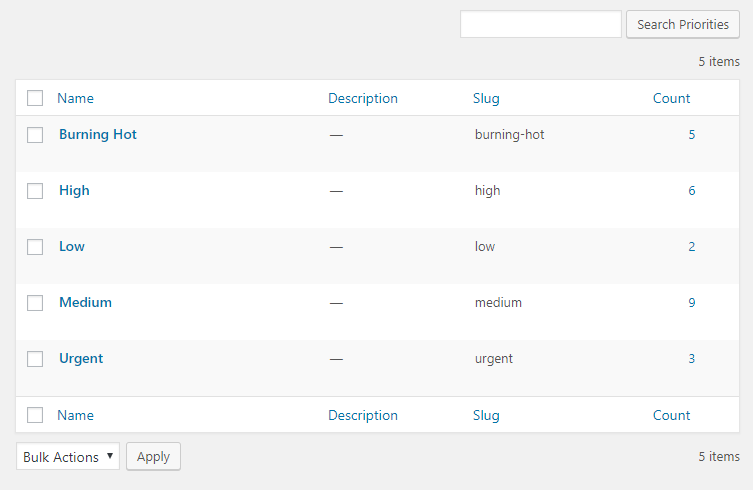 Search Priorities
5 items
Name Description Slug Count
Burning Hot — burning-hot 5
High — high 6
Low — low 2
Medium — medium 9
Urgent — urgent 3
Name Description Slug Count
Bulk Actions Apply 5 items